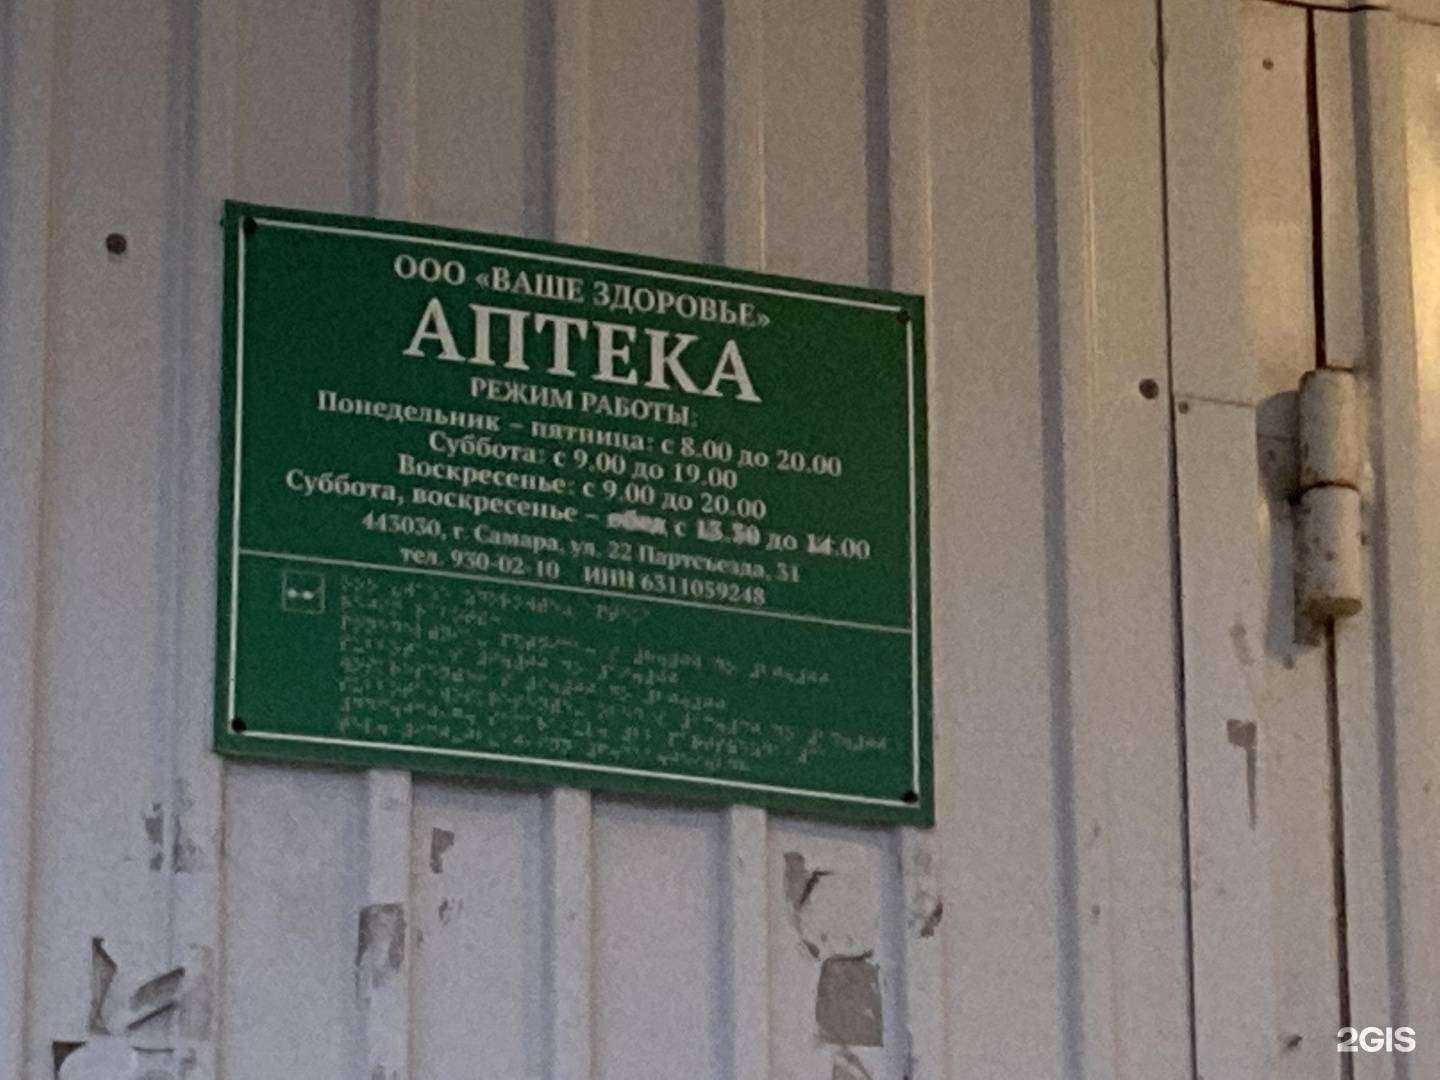 ООО «ВАШЕ ЗДОРОВЬЕ»
АПТЕКА
РЕЖИМ РАБОТЫ:
Понедельник – пятница: с 8.00 до 20.00
Суббота: с 9.00 до 19.00
Воскресенье: с 9.00 до 20.00
Суббота, воскресенье – обед с 13.30 до 14.00
443030, г. Самара, ул. 22 Партсъезда, 31
тел. 930-02-10 ИНН 6311059248
2GIS